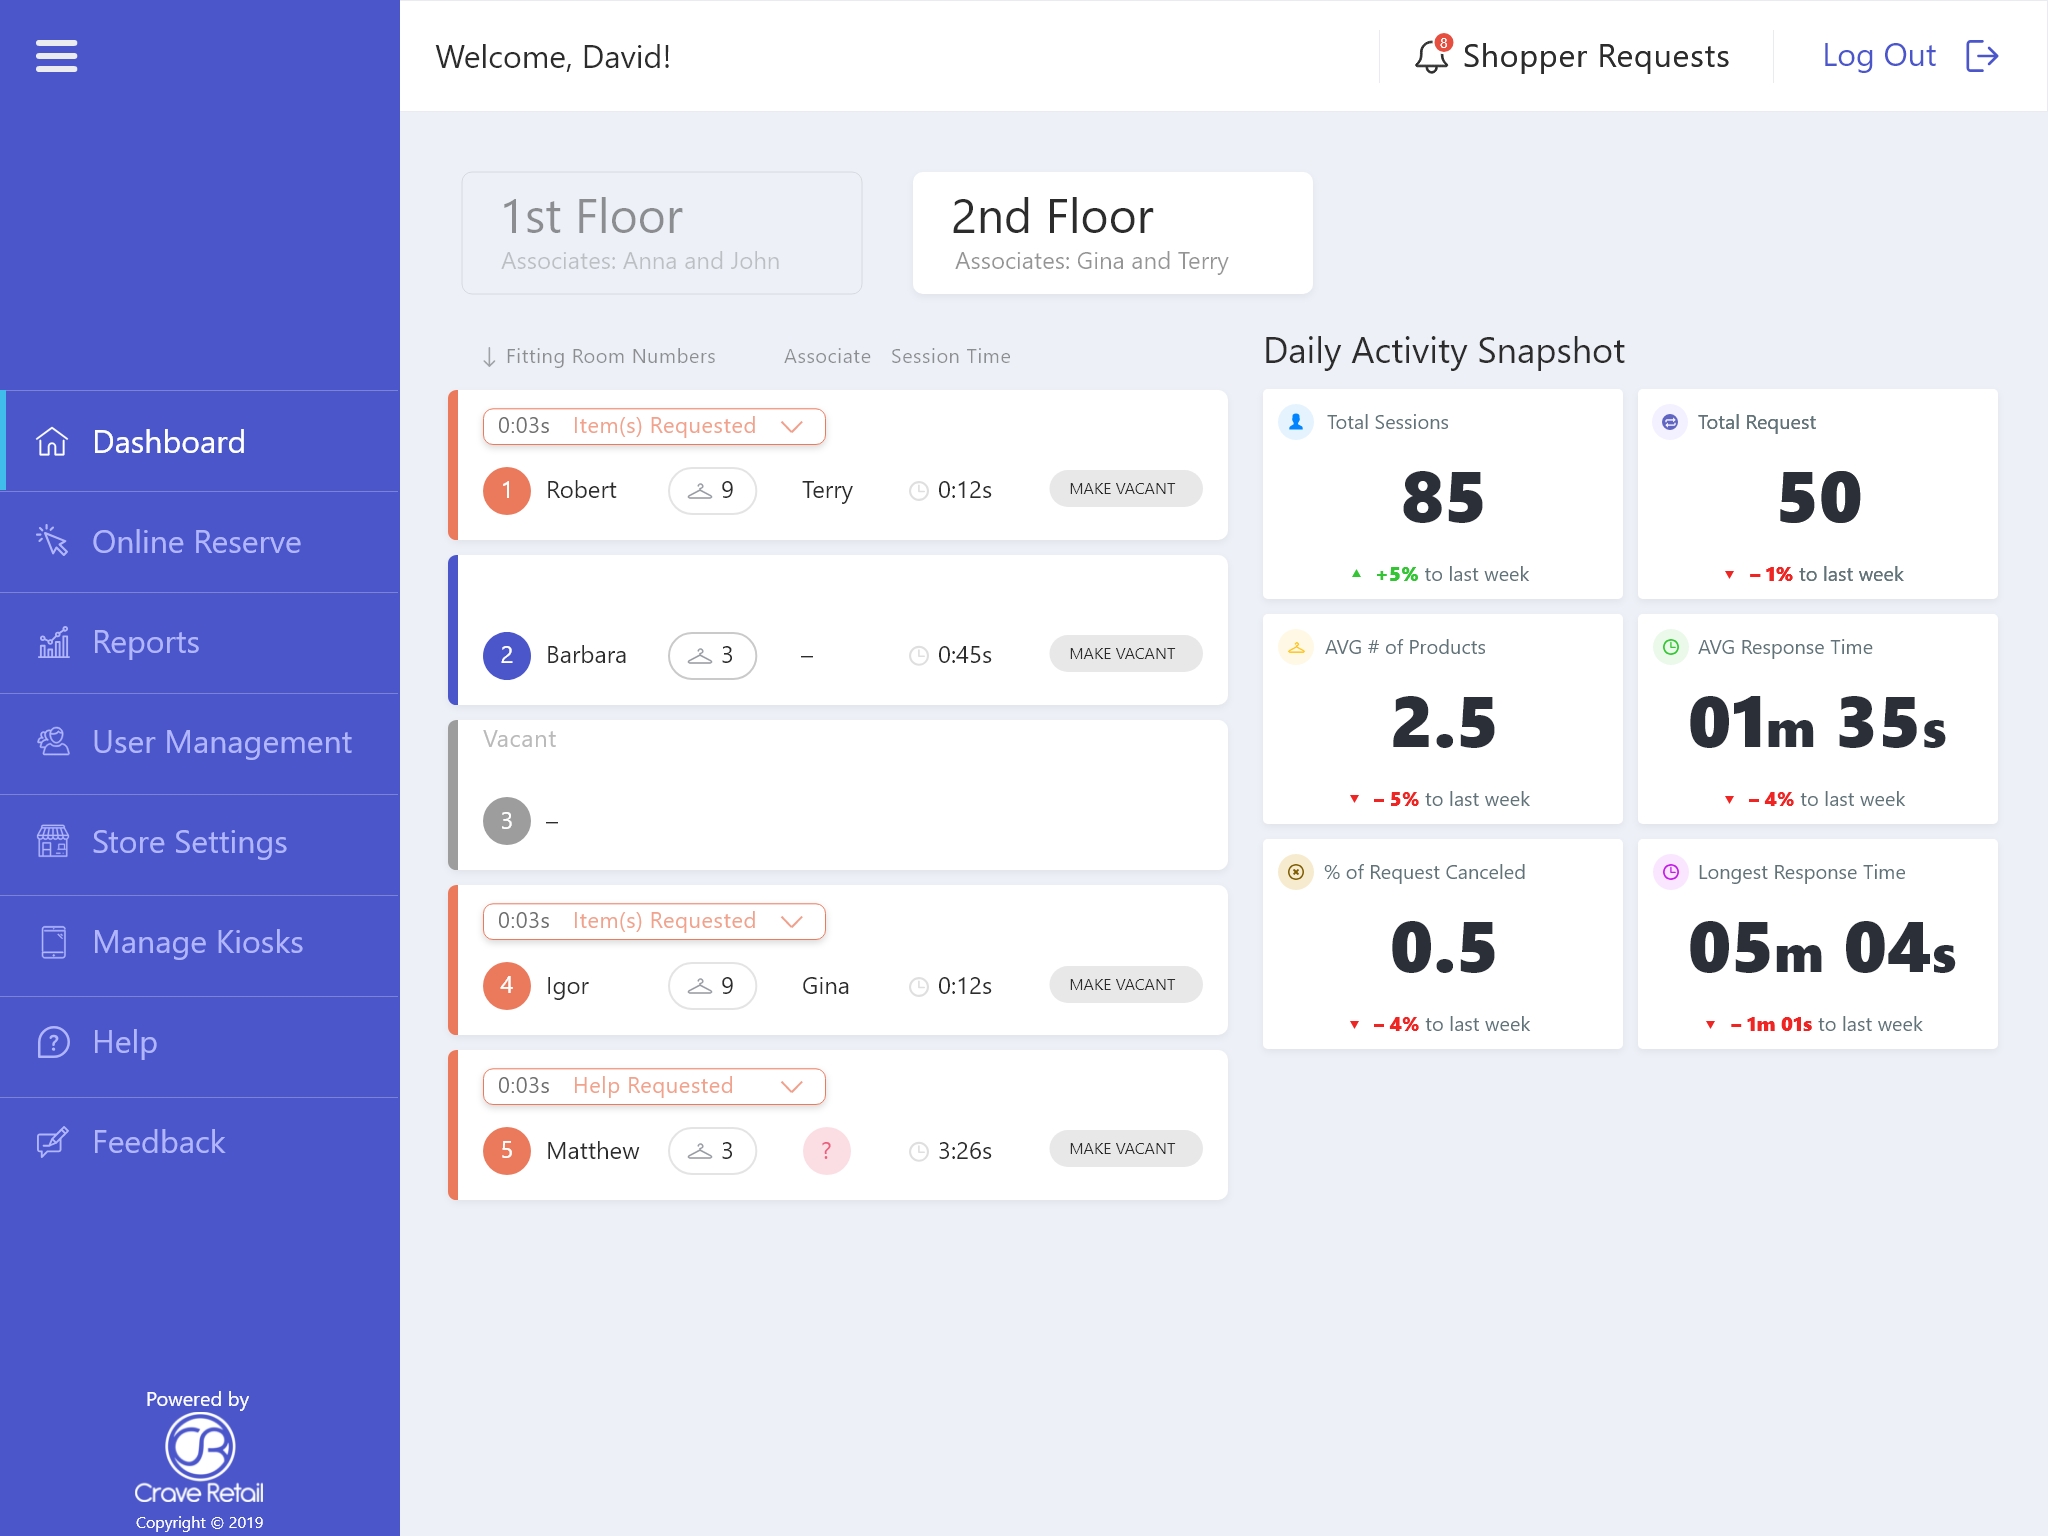 Welcome, David!
8
Shopper Requests
Log Out
Dashboard
Online Reserve
Reports
User Management
Store Settings
Manage Kiosks
? Help
Feedback
Powered by
Crave Retail
Copyright © 2019
1st Floor
Associates: Anna and John
2nd Floor
Associates: Gina and Terry
↓ Fitting Room Numbers Associate Session Time
0:03s Item(s) Requested
1 Robert 9 Terry 0:12s MAKE VACANT
2 Barbara 3 – 0:45s MAKE VACANT
Vacant
3 –
0:03s Item(s) Requested
4 Igor 9 Gina 0:12s MAKE VACANT
0:03s Help Requested
5 Matthew 3 ? 3:26s MAKE VACANT
Daily Activity Snapshot
Total Sessions
85
▲ +5% to last week
Total Request
50
▼ – 1% to last week
AVG # of Products
2.5
▼ – 5% to last week
AVG Response Time
01m 35s
▼ – 4% to last week
% of Request Canceled
0.5
▼ – 4% to last week
Longest Response Time
05m 04s
▼ – 1m 01s to last week